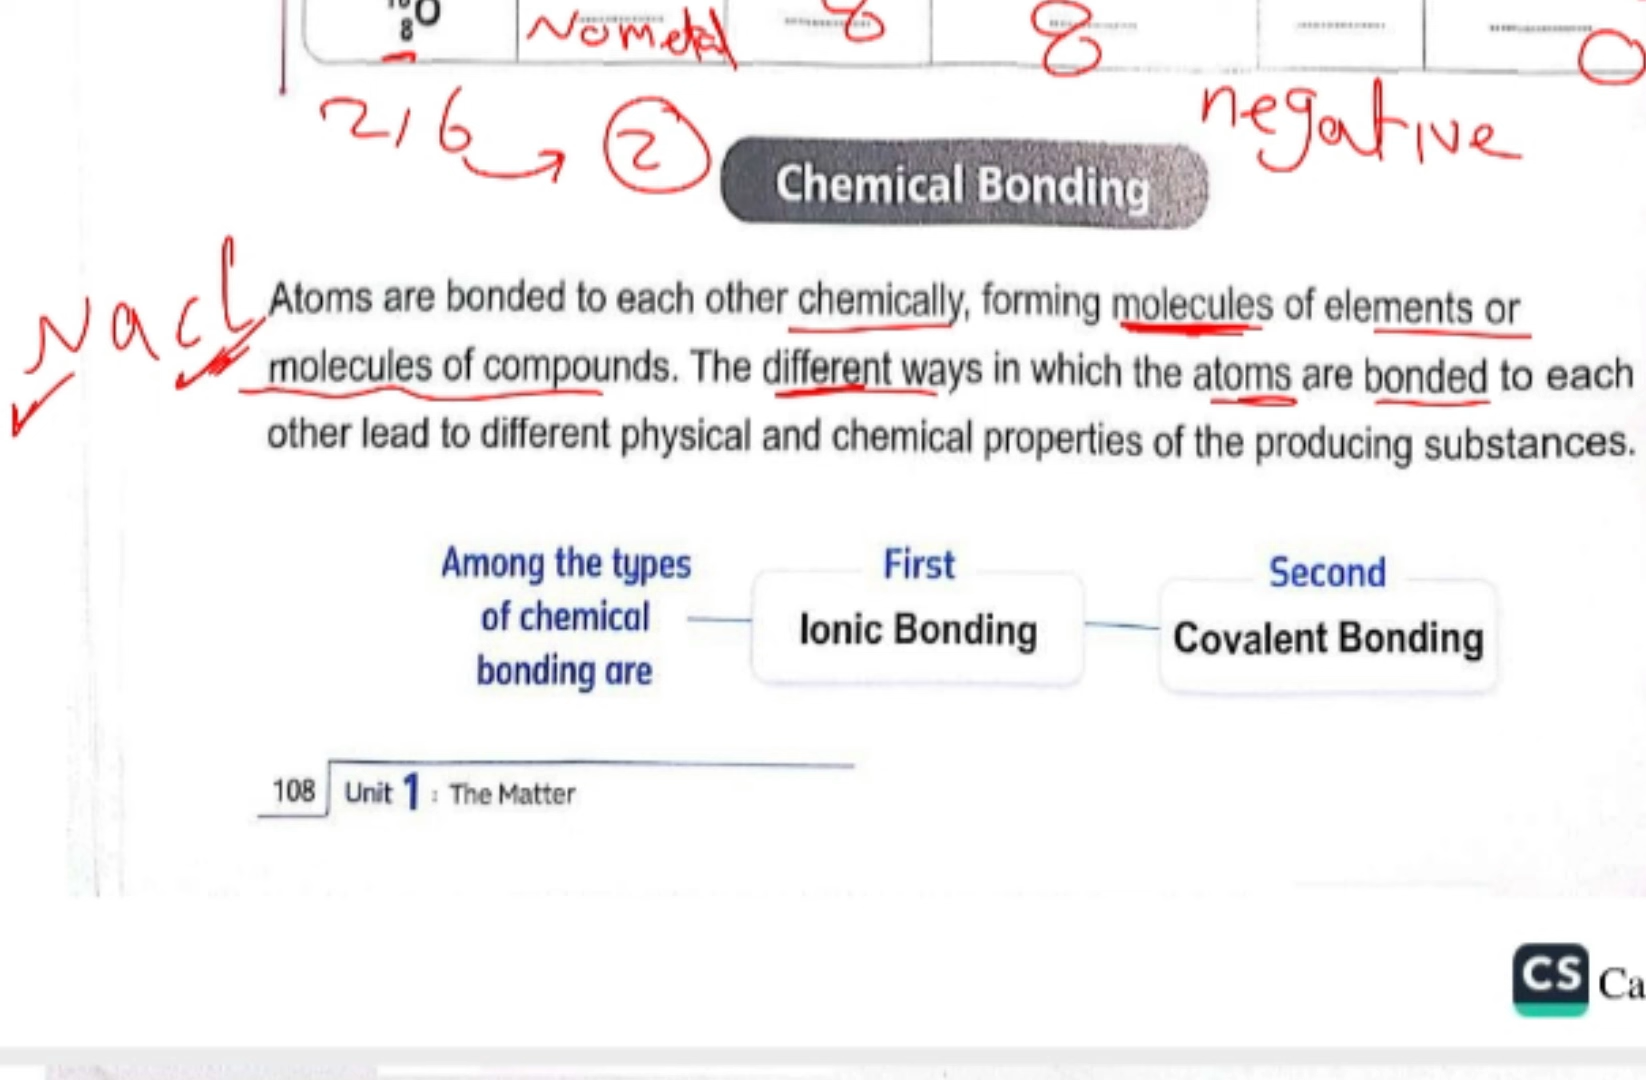 8 O Nometal 8 8 0
2,6 → 2 negative
Chemical Bonding
Nacl
Atoms are bonded to each other chemically, forming molecules of elements or
molecules of compounds. The different ways in which the atoms are bonded to each
other lead to different physical and chemical properties of the producing substances.
Among the types
of chemical
bonding are
First
Ionic Bonding
Second
Covalent Bonding
108 Unit 1 : The Matter
CS Ca